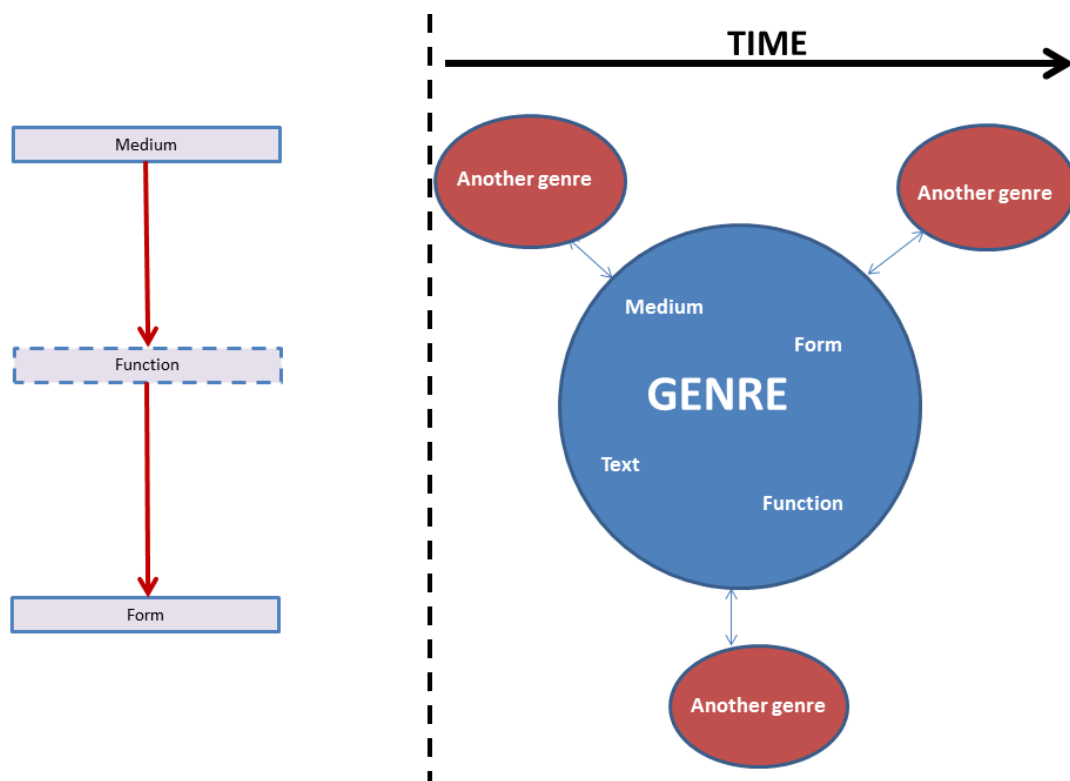 TIME
Medium
Function
Form
Another genre
Another genre
Medium
Form
GENRE
Text
Function
Another genre